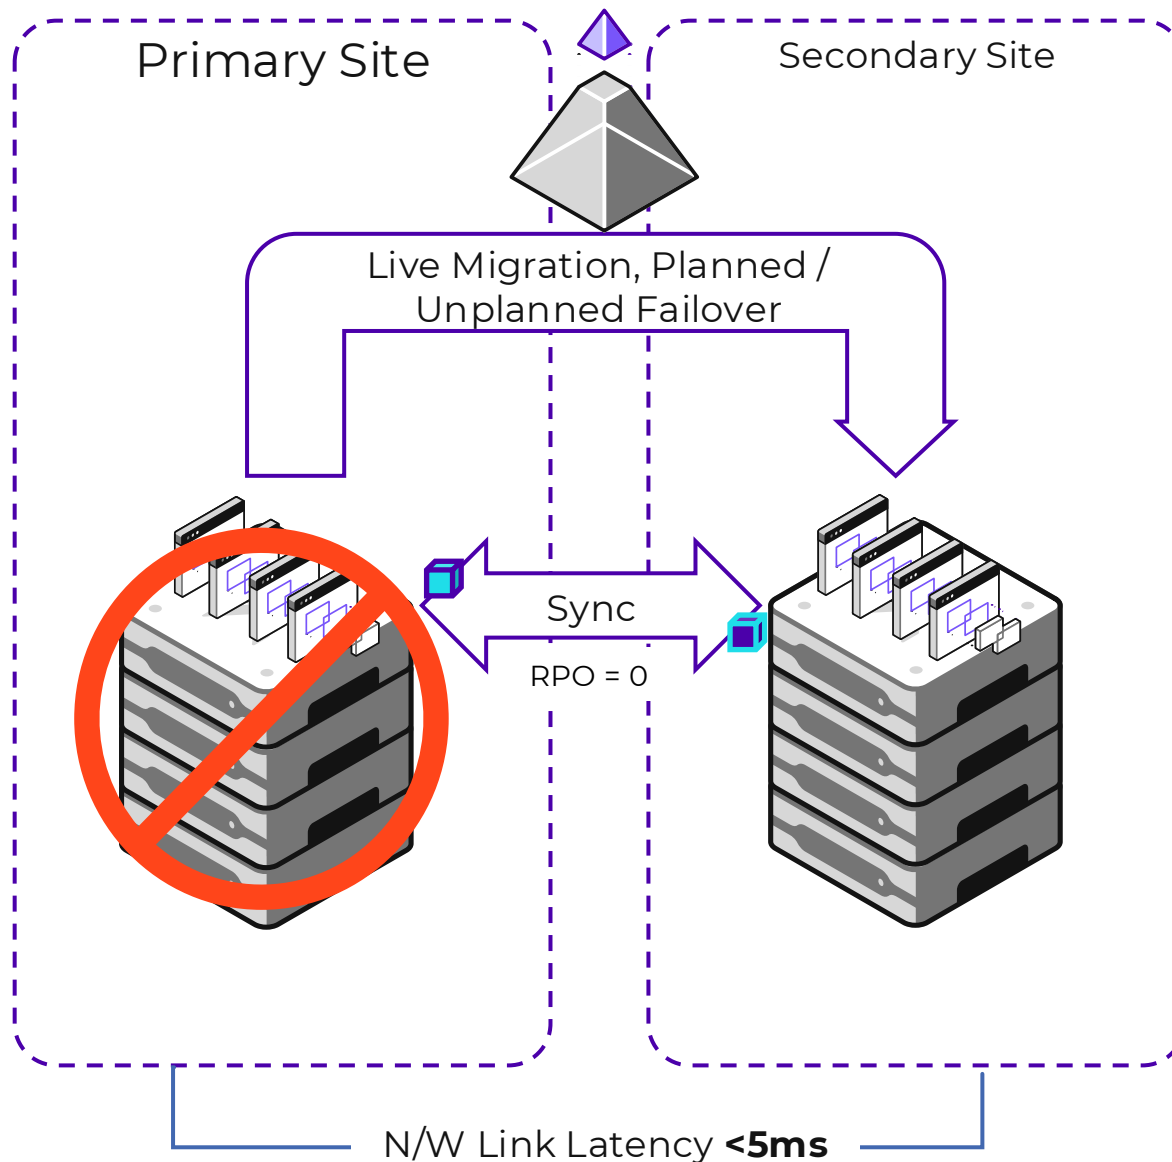 Primary Site
Secondary Site
Live Migration, Planned /
Unplanned Failover
Sync
RPO = 0
N/W Link Latency <5ms